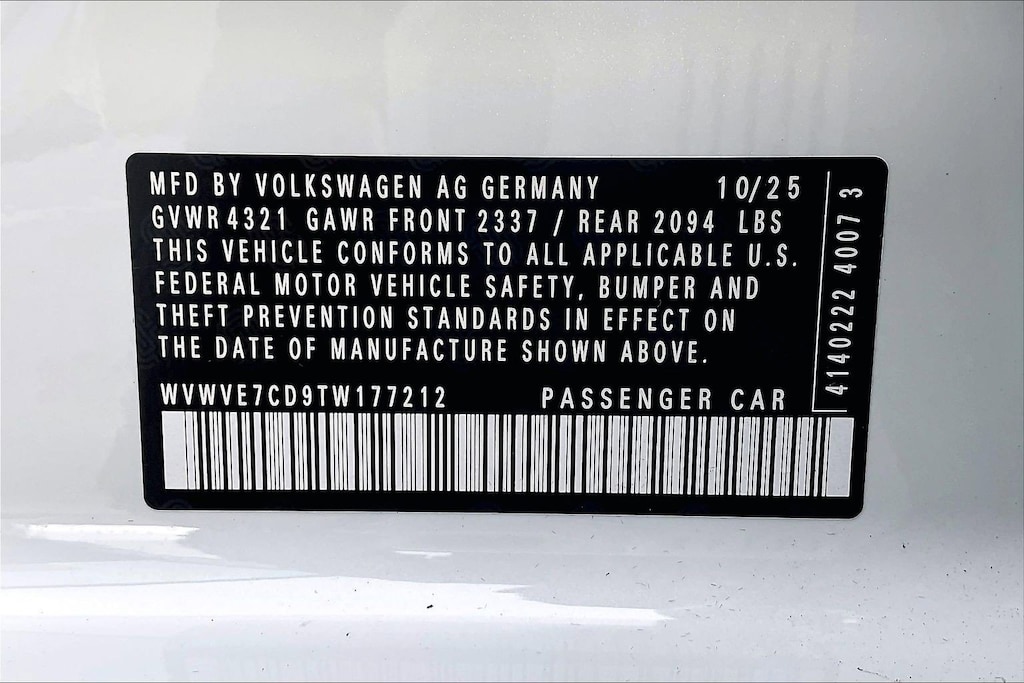 MFD BY VOLKSWAGEN AG GERMANY 10/25
GVWR 4321 GAWR FRONT 2337 / REAR 2094 LBS
THIS VEHICLE CONFORMS TO ALL APPLICABLE U.S.
FEDERAL MOTOR VEHICLE SAFETY, BUMPER AND
THEFT PREVENTION STANDARDS IN EFFECT ON
THE DATE OF MANUFACTURE SHOWN ABOVE.
WVWVE7CD9TW177212 PASSENGER CAR
4140222 4007 3